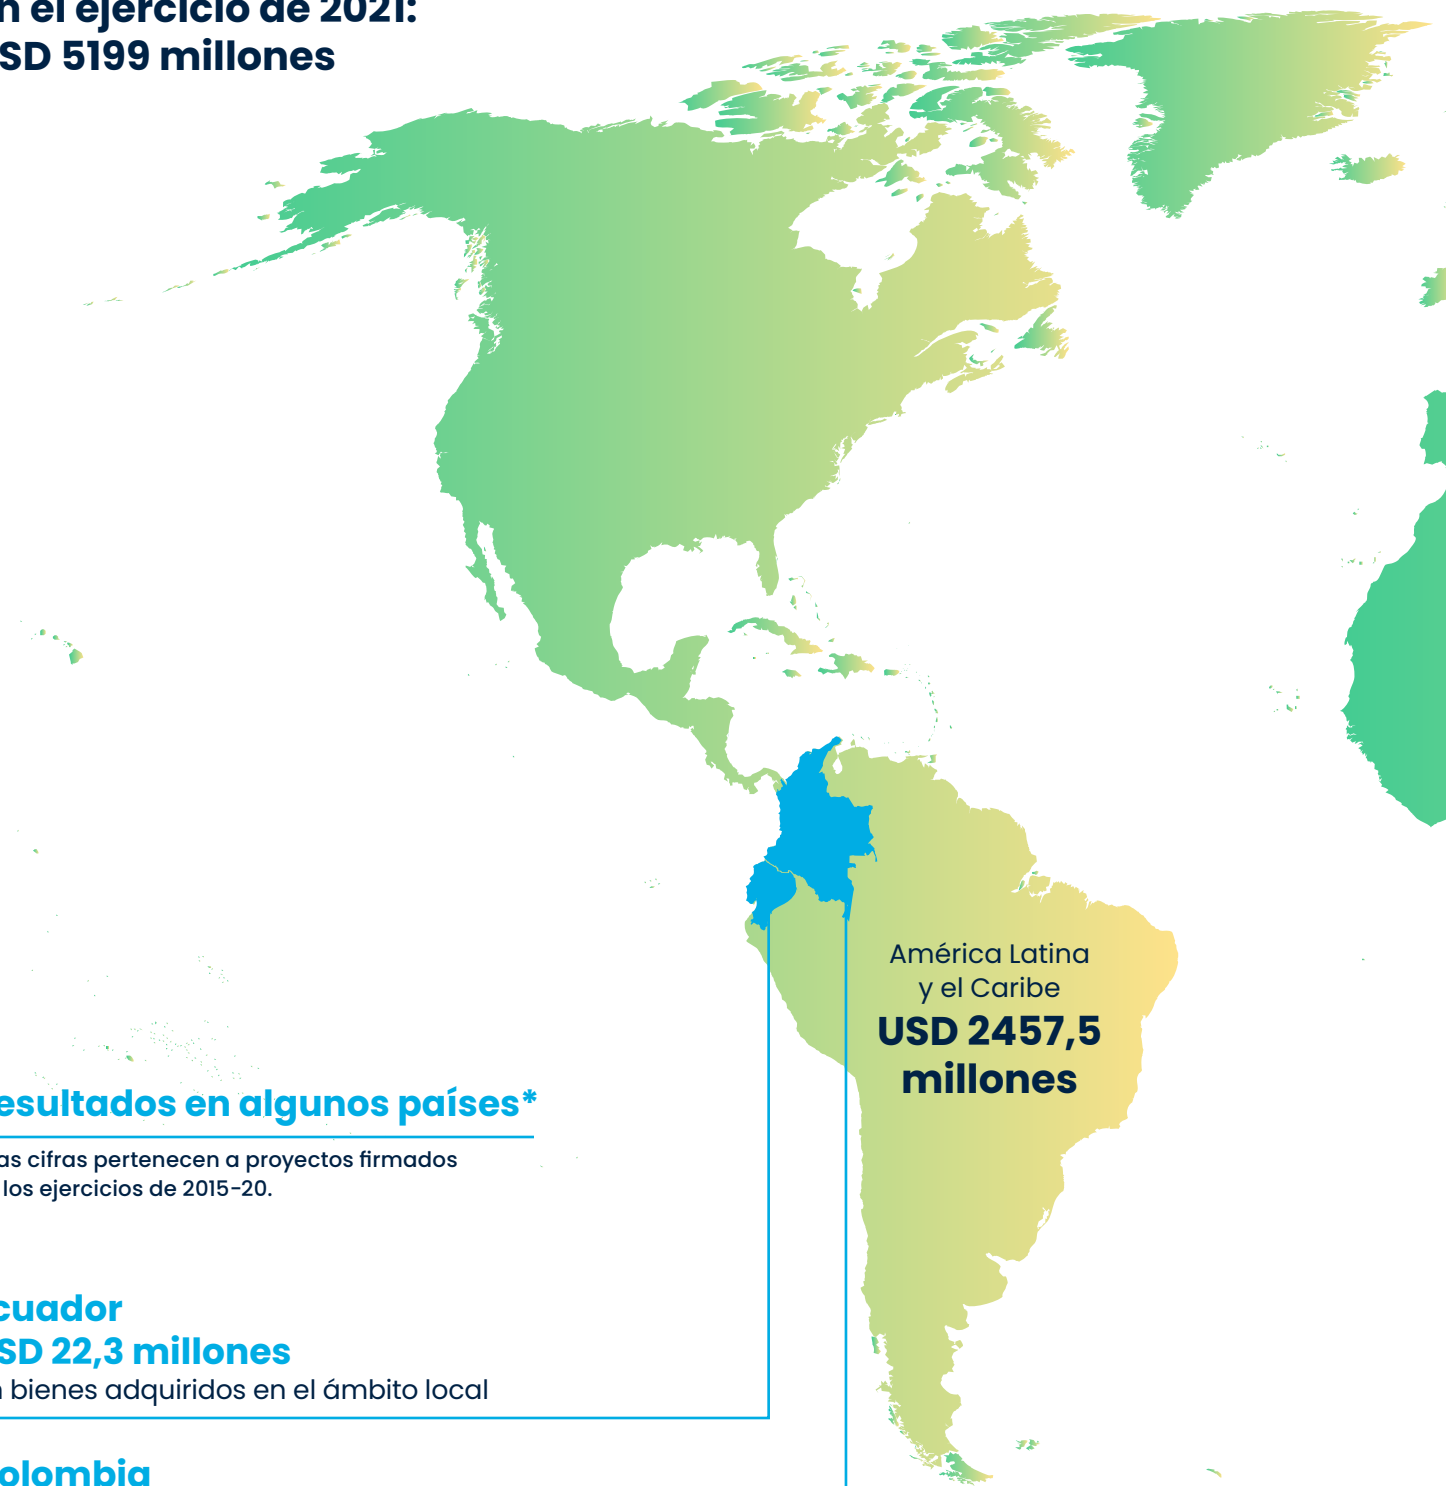 n el ejercicio de 2021:
SD 5199 millones
América Latina
y el Caribe
USD 2457,5
millones
esultados en algunos países*
as cifras pertenecen a proyectos firmados
los ejercicios de 2015-20.
cuador
SD 22,3 millones
n bienes adquiridos en el ámbito local
olombia